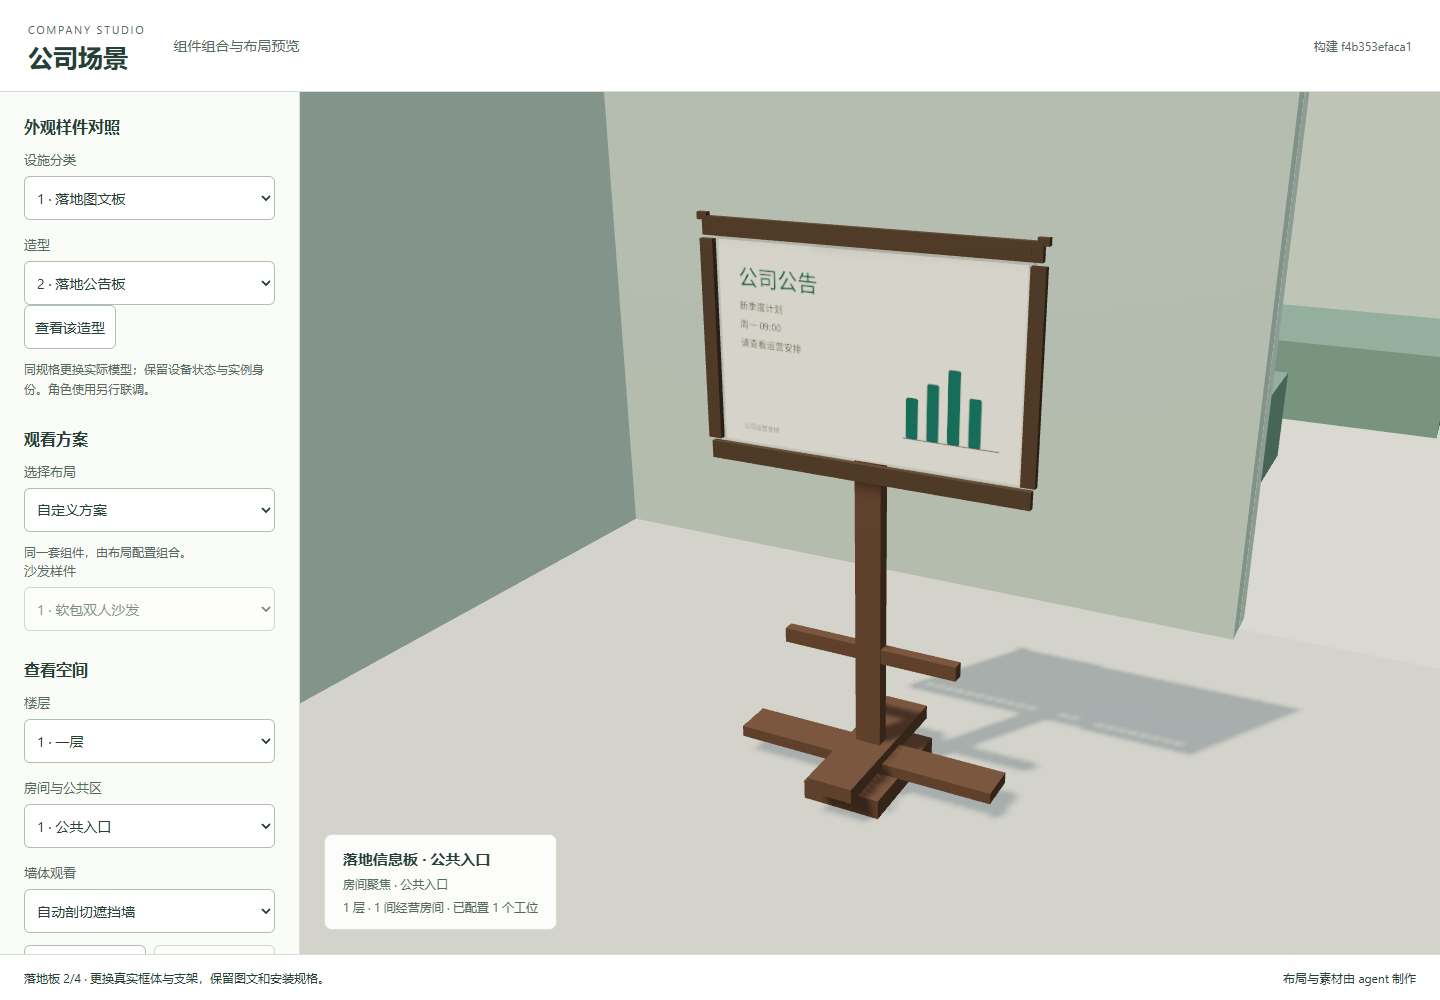 COMPANY STUDIO
公司场景
组件组合与布局预览
构建 f4b353efaca1
外观样件对照
设施分类
1 · 落地图文板
造型
2 · 落地公告板
查看该造型
同规格更换实际模型；保留设备状态与实例身
份。角色使用另行联调。
观看方案
选择布局
自定义方案
同一套组件，由布局配置组合。
沙发样件
1 · 软包双人沙发
查看空间
楼层
1 · 一层
房间与公共区
1 · 公共入口
墙体观看
自动剖切遮挡墙
公司公告
新季度计划
周一 09:00
请查看运营安排
公司运营安排
落地信息板 · 公共入口
房间聚焦 · 公共入口
1 层 · 1 间经营房间 · 已配置 1 个工位
落地板 2/4 · 更换真实框体与支架，保留图文和安装规格。
布局与素材由 agent 制作